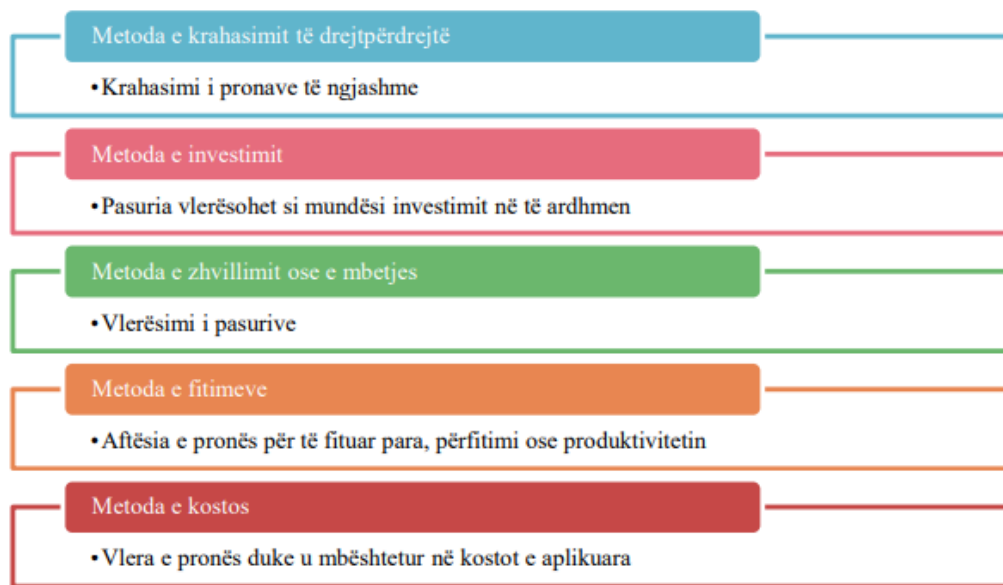 Metoda e krahasimit të drejtpërdrejtë
•Krahasimi i pronave të ngjashme
Metoda e investimit
•Pasuria vlerësohet si mundësi investimit në të ardhmen
Metoda e zhvillimit ose e mbetjes
•Vlerësimi i pasurive
Metoda e fitimeve
•Aftësia e pronës për të fituar para, përfitimi ose produktivitetin
Metoda e kostos
•Vlera e pronës duke u mbështetur në kostot e aplikuara